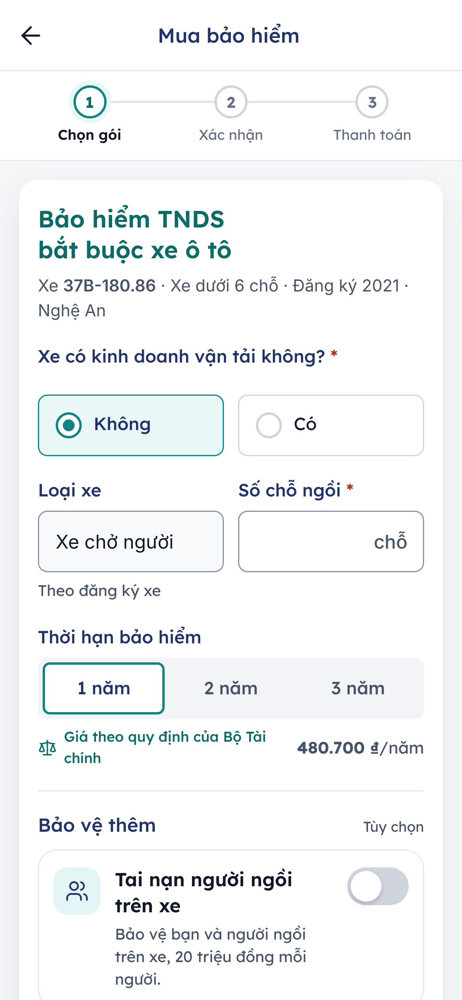 Mua bảo hiểm
1
2
3
Chọn gói
Xác nhận
Thanh toán
Bảo hiểm TNDS
bắt buộc xe ô tô
Xe 37B-180.86 · Xe dưới 6 chỗ · Đăng ký 2021 ·
Nghệ An
Xe có kinh doanh vận tải không? *
Không
Có
Loại xe
Số chỗ ngồi *
Xe chở người
chỗ
Theo đăng ký xe
Thời hạn bảo hiểm
1 năm
2 năm
3 năm
Giá theo quy định của Bộ Tài
chính
480.700 ₫/năm
Bảo vệ thêm
Tùy chọn
Tai nạn người ngồi
trên xe
Bảo vệ bạn và người ngồi
trên xe, 20 triệu đồng mỗi
người.